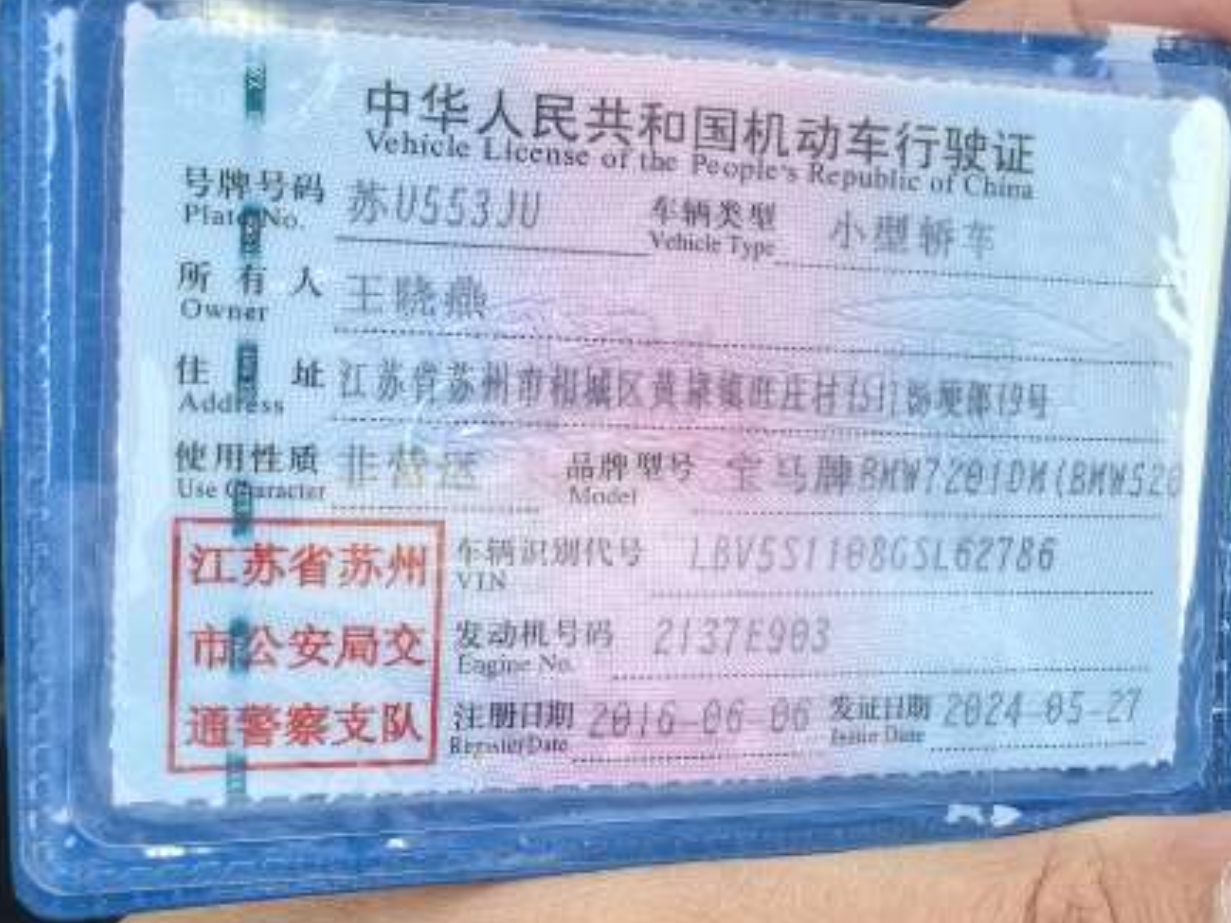 中华人民共和国机动车行驶证
Vehicle License of the People's Republic of China
号牌号码 苏U553JU 车辆类型 小型轿车
Plate No. Vehicle Type
所有人 王晓燕
Owner
住址 江苏省苏州市相城区黄埭镇旺庄村(51) 19号
Address
使用性质 非营运 品牌型号 宝马牌BMW7201DM(BMW520
Use Character Model
江苏省苏州
市公安局交
通警察支队
车辆识别代号 LBV5S1108GSL62786
VIN
发动机号码 2137E903
Engine No.
注册日期 2016-06-06 发证日期 2024-05-27
Register Date Issue Date